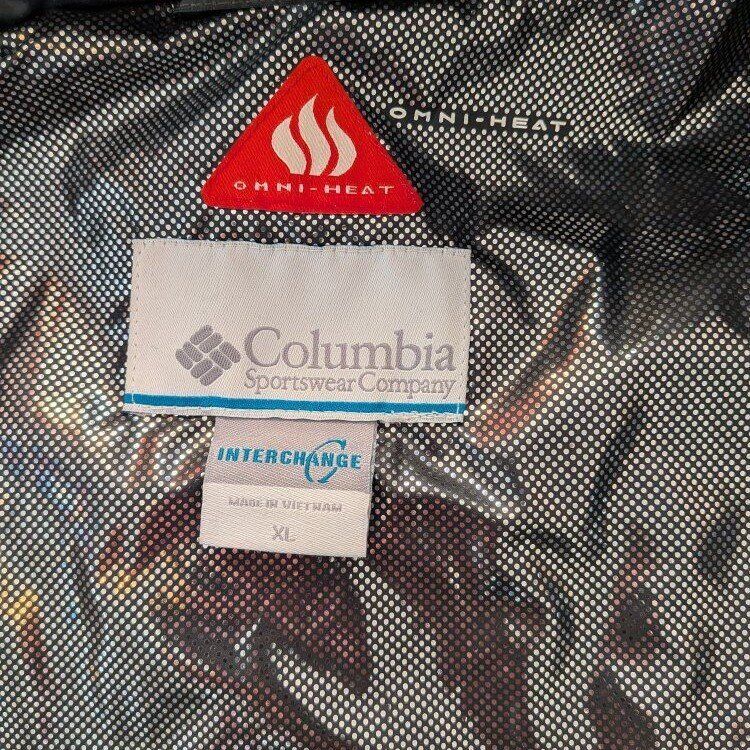 OMNI-HEAT
OMNI-HEAT
Columbia
Sportswear Company
INTERCHANGE
MADE IN VIETNAM
XL